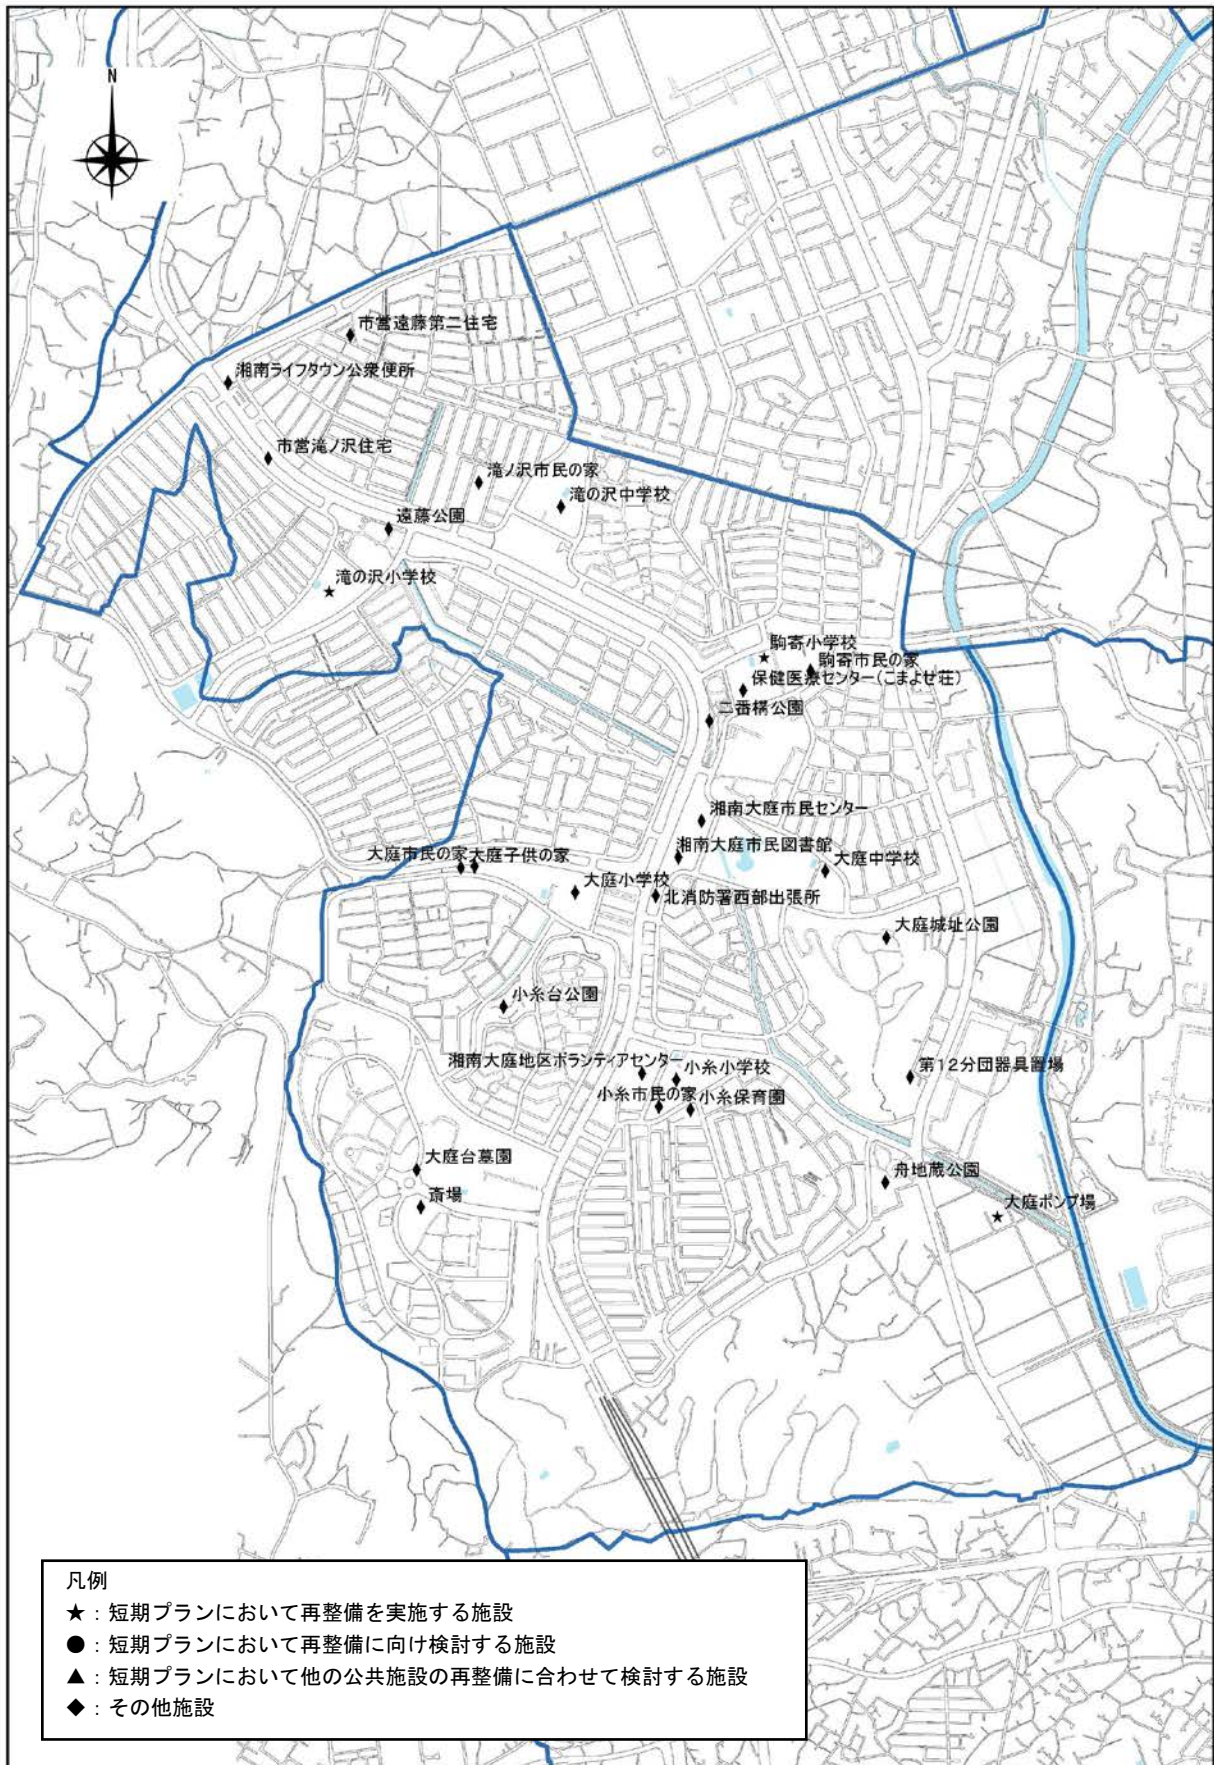 N
市営遠藤第二住宅
湘南ライフタウン公衆便所
市営滝ノ沢住宅
滝ノ沢市民の家
滝の沢中学校
遠藤公園
滝の沢小学校
駒寄小学校
駒寄市民の家
保健医療センター(こまよせ荘)
二番構公園
湘南大庭市民センター
湘南大庭市民図書館
大庭市民の家
大庭子供の家
大庭中学校
大庭小学校
北消防署西部出張所
大庭城址公園
小糸台公園
湘南大庭地区ボランティアセンター
小糸小学校
第12分団器具置場
小糸市民の家
小糸保育園
大庭台墓園
舟地蔵公園
斎場
大庭ポンプ場
凡例
★：短期プランにおいて再整備を実施する施設
●：短期プランにおいて再整備に向け検討する施設
▲：短期プランにおいて他の公共施設の再整備に合わせて検討する施設
◆：その他施設